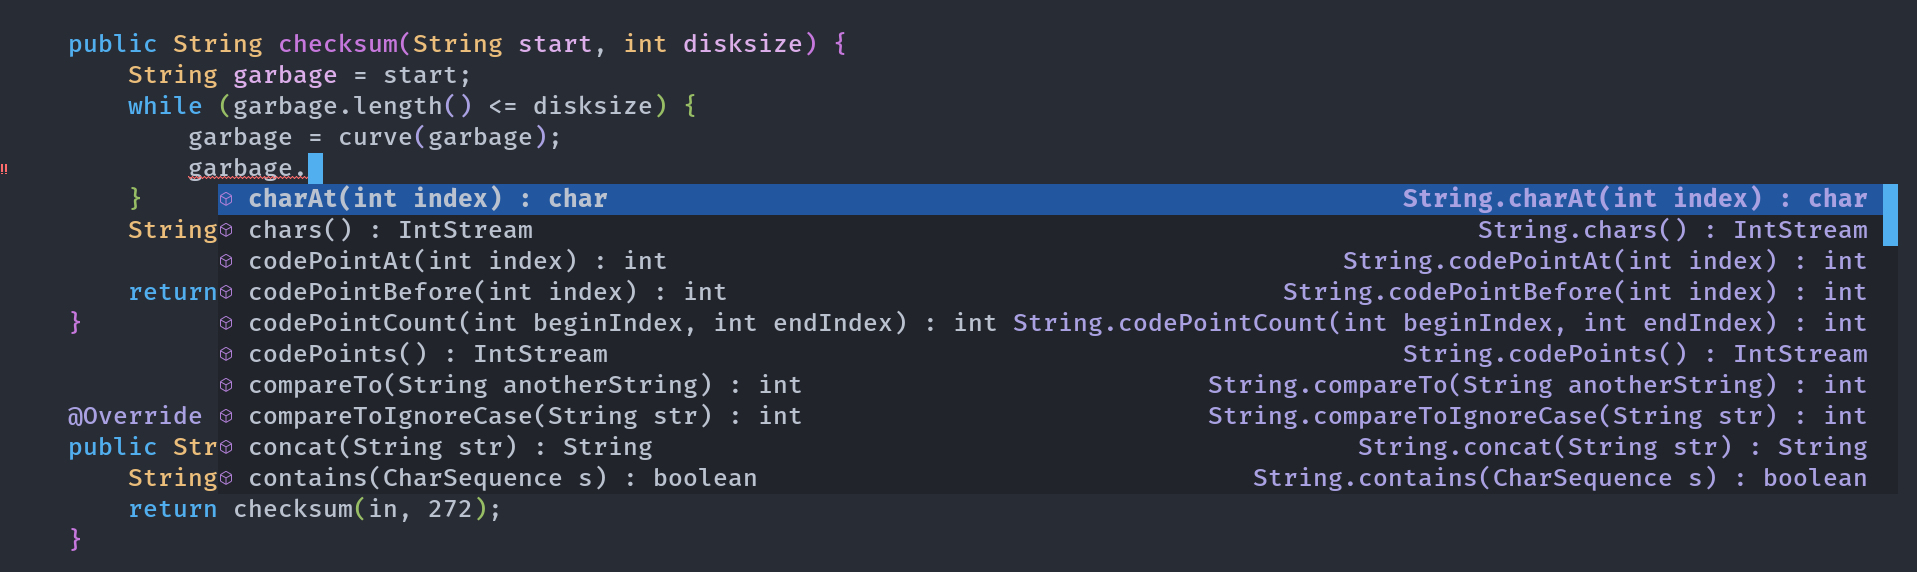 public String checksum(String start, int disksize) {
String garbage = start;
while (garbage.length() <= disksize) {
garbage = curve(garbage);
garbage.
} charAt(int index) : char String.charAt(int index) : char
String chars() : IntStream String.chars() : IntStream
codePointAt(int index) : int String.codePointAt(int index) : int
return codePointBefore(int index) : int String.codePointBefore(int index) : int
} codePointCount(int beginIndex, int endIndex) : int String.codePointCount(int beginIndex, int endIndex) : int
codePoints() : IntStream String.codePoints() : IntStream
compareTo(String anotherString) : int String.compareTo(String anotherString) : int
@Override compareToIgnoreCase(String str) : int String.compareToIgnoreCase(String str) : int
public Str concat(String str) : String String.concat(String str) : String
String contains(CharSequence s) : boolean String.contains(CharSequence s) : boolean
return checksum(in, 272);
}